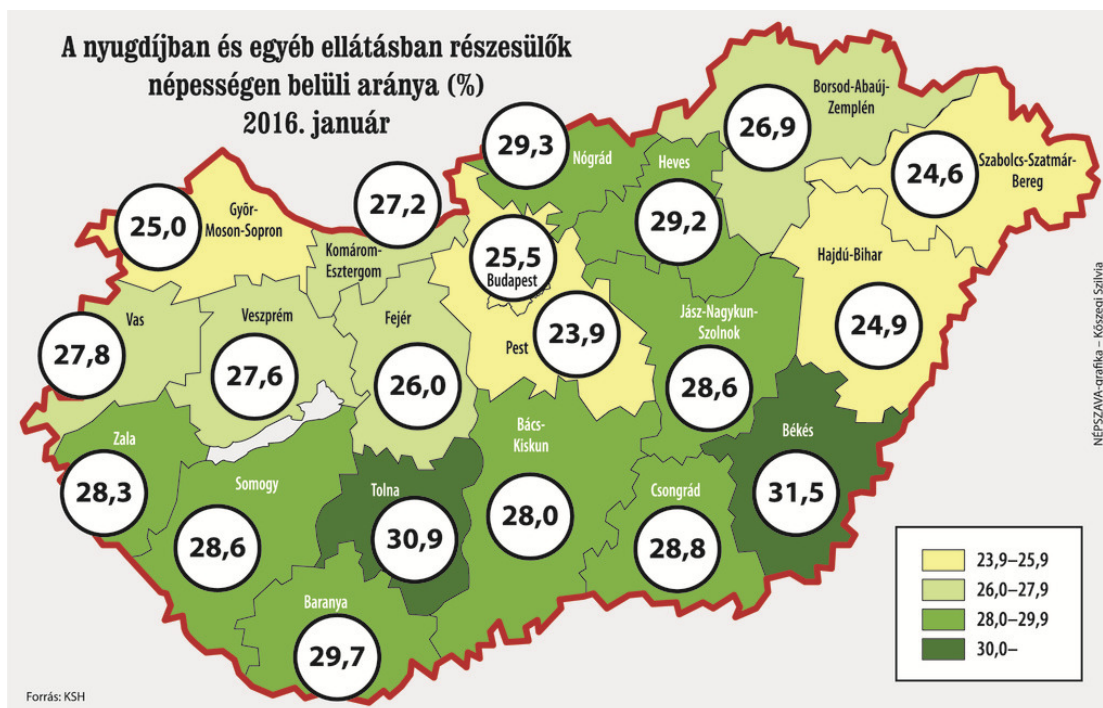 A nyugdíjban és egyéb ellátásban részesülők
népességen belüli aránya (%)
2016. január
Borsod-Abaúj-
Zemplén
26,9
29,3
Nógrád
Heves
29,2
Szabolcs-Szatmár-
Bereg
24,6
27,2
Győr-
Moson-Sopron
25,0
Komárom-
Esztergom
25,5
Budapest
Hajdú-Bihar
24,9
Vas
27,8
Veszprém
27,6
Fejér
26,0
Pest
23,9
Jász-Nagykun-
Szolnok
28,6
Zala
28,3
Somogy
28,6
Tolna
30,9
Bács-
Kiskun
28,0
Csongrád
28,8
Békés
31,5
Baranya
29,7
23,9–25,9
26,0–27,9
28,0–29,9
30,0–
Forrás: KSH
NÉPSZAVA-grafika – Kőszegi Szilvia